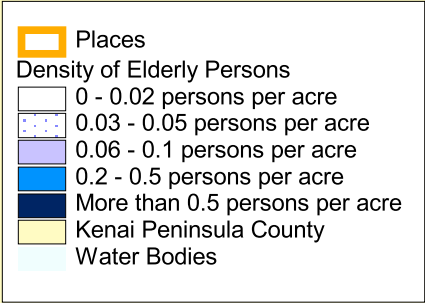 Places
Density of Elderly Persons
0 - 0.02 persons per acre
0.03 - 0.05 persons per acre
0.06 - 0.1 persons per acre
0.2 - 0.5 persons per acre
More than 0.5 persons per acre
Kenai Peninsula County
Water Bodies